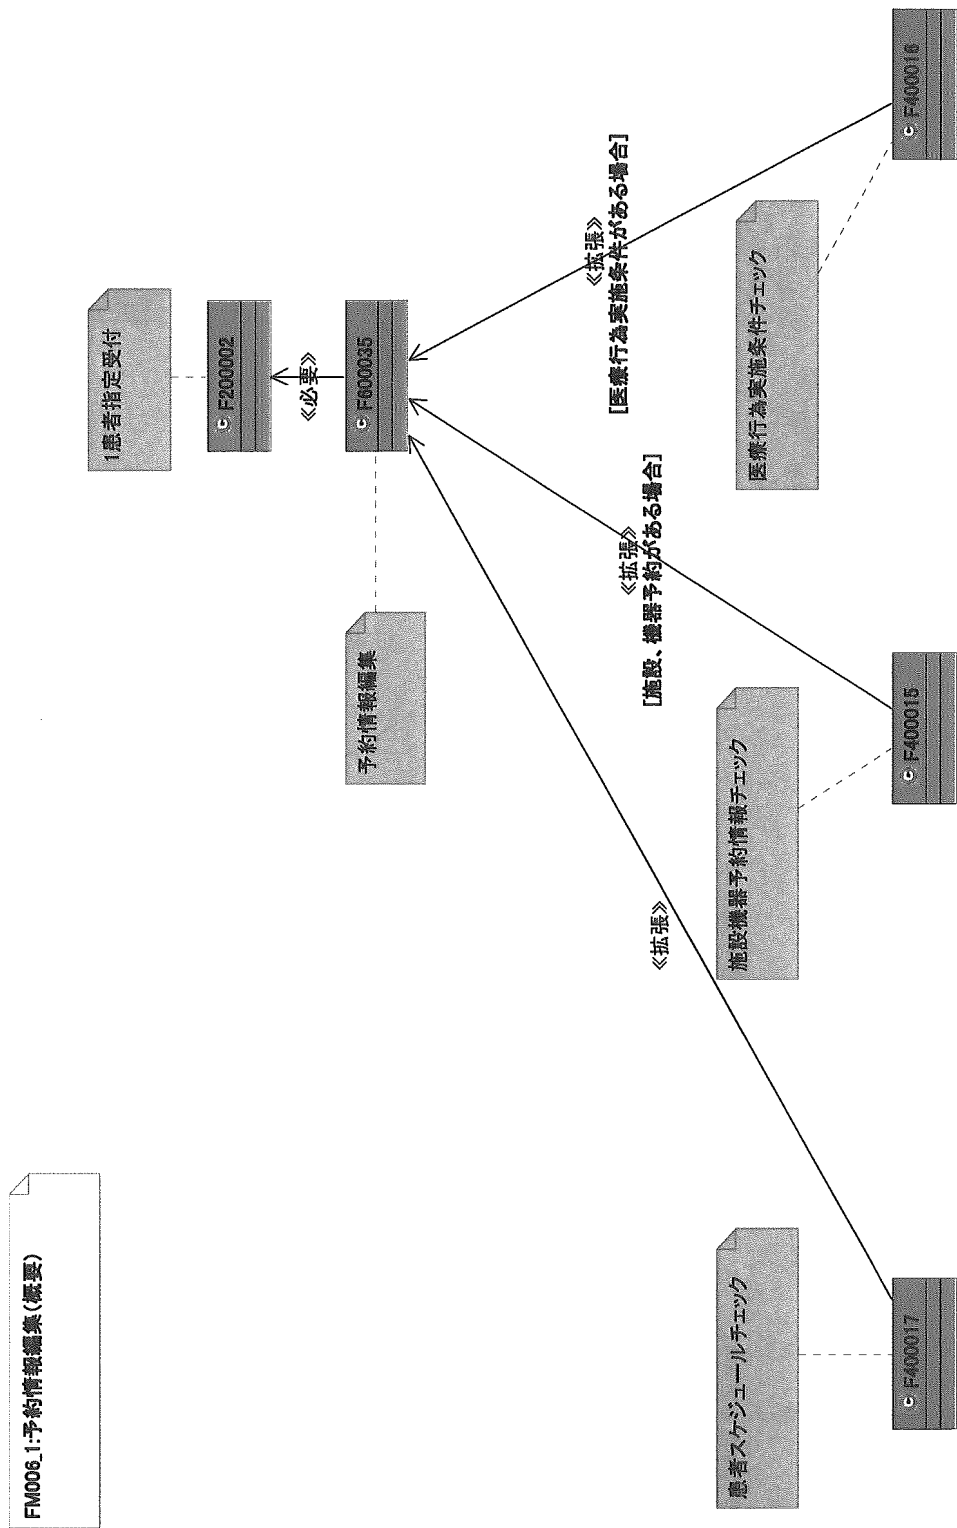 FM006_1:予約情報編集(概要)
1患者指定受付
C F200002
≪必要≫
予約情報編集
C F600035
≪拡張≫
≪拡張≫
[施設、機器予約がある場合]
≪拡張≫
[医療行為実施条件がある場合]
患者スケジュールチェック
施設機器予約情報チェック
医療行為実施条件チェック
C F400017
C F400015
C F400016